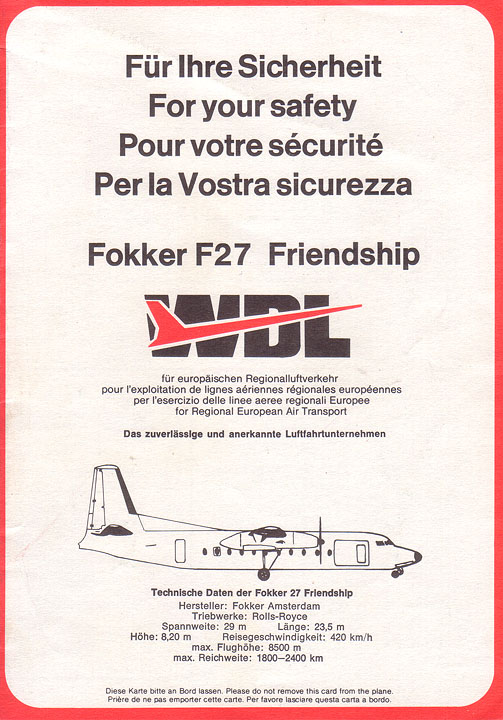 Für Ihre Sicherheit
For your safety
Pour votre sécurité
Per la Vostra sicurezza
Fokker F27 Friendship
WDL
für europäischen Regionalluftverkehr
pour l'exploitation de lignes aériennes régionales européennes
per l'esercizio delle linee aeree regionali Europee
for Regional European Air Transport
Das zuverlässige und anerkannte Luftfahrtunternehmen
Technische Daten der Fokker 27 Friendship
Hersteller: Fokker Amsterdam
Triebwerke: Rolls-Royce
Spannweite: 29 m Länge: 23,5 m
Höhe: 8,20 m Reisegeschwindigkeit: 420 km/h
max. Flughöhe: 8500 m
max. Reichweite: 1800—2400 km
Diese Karte bitte an Bord lassen. Please do not remove this card from the plane.
Prière de ne pas emporter cette carte. Per favore lasciare questa carta a bordo.